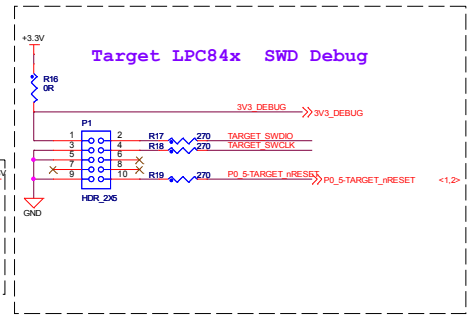 +3.3V
Target LPC84x SWD Debug
R16
0R
3V3_DEBUG
3V3_DEBUG
P1
1 2 R17 270 TARGET_SWDIO
3 4 R18 270 TARGET_SWCLK
5 6
7 8
9 10 R19 270 P0_5-TARGET_nRESET
P0_5-TARGET_nRESET <1,2>
HDR_2X5
GND
V